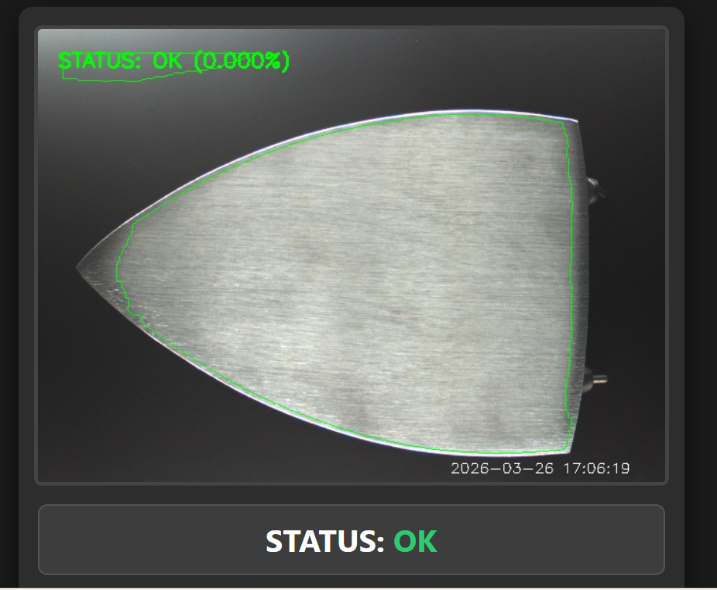 STATUS: OK (0.000%)
2026-03-26 17:06:19
STATUS: OK